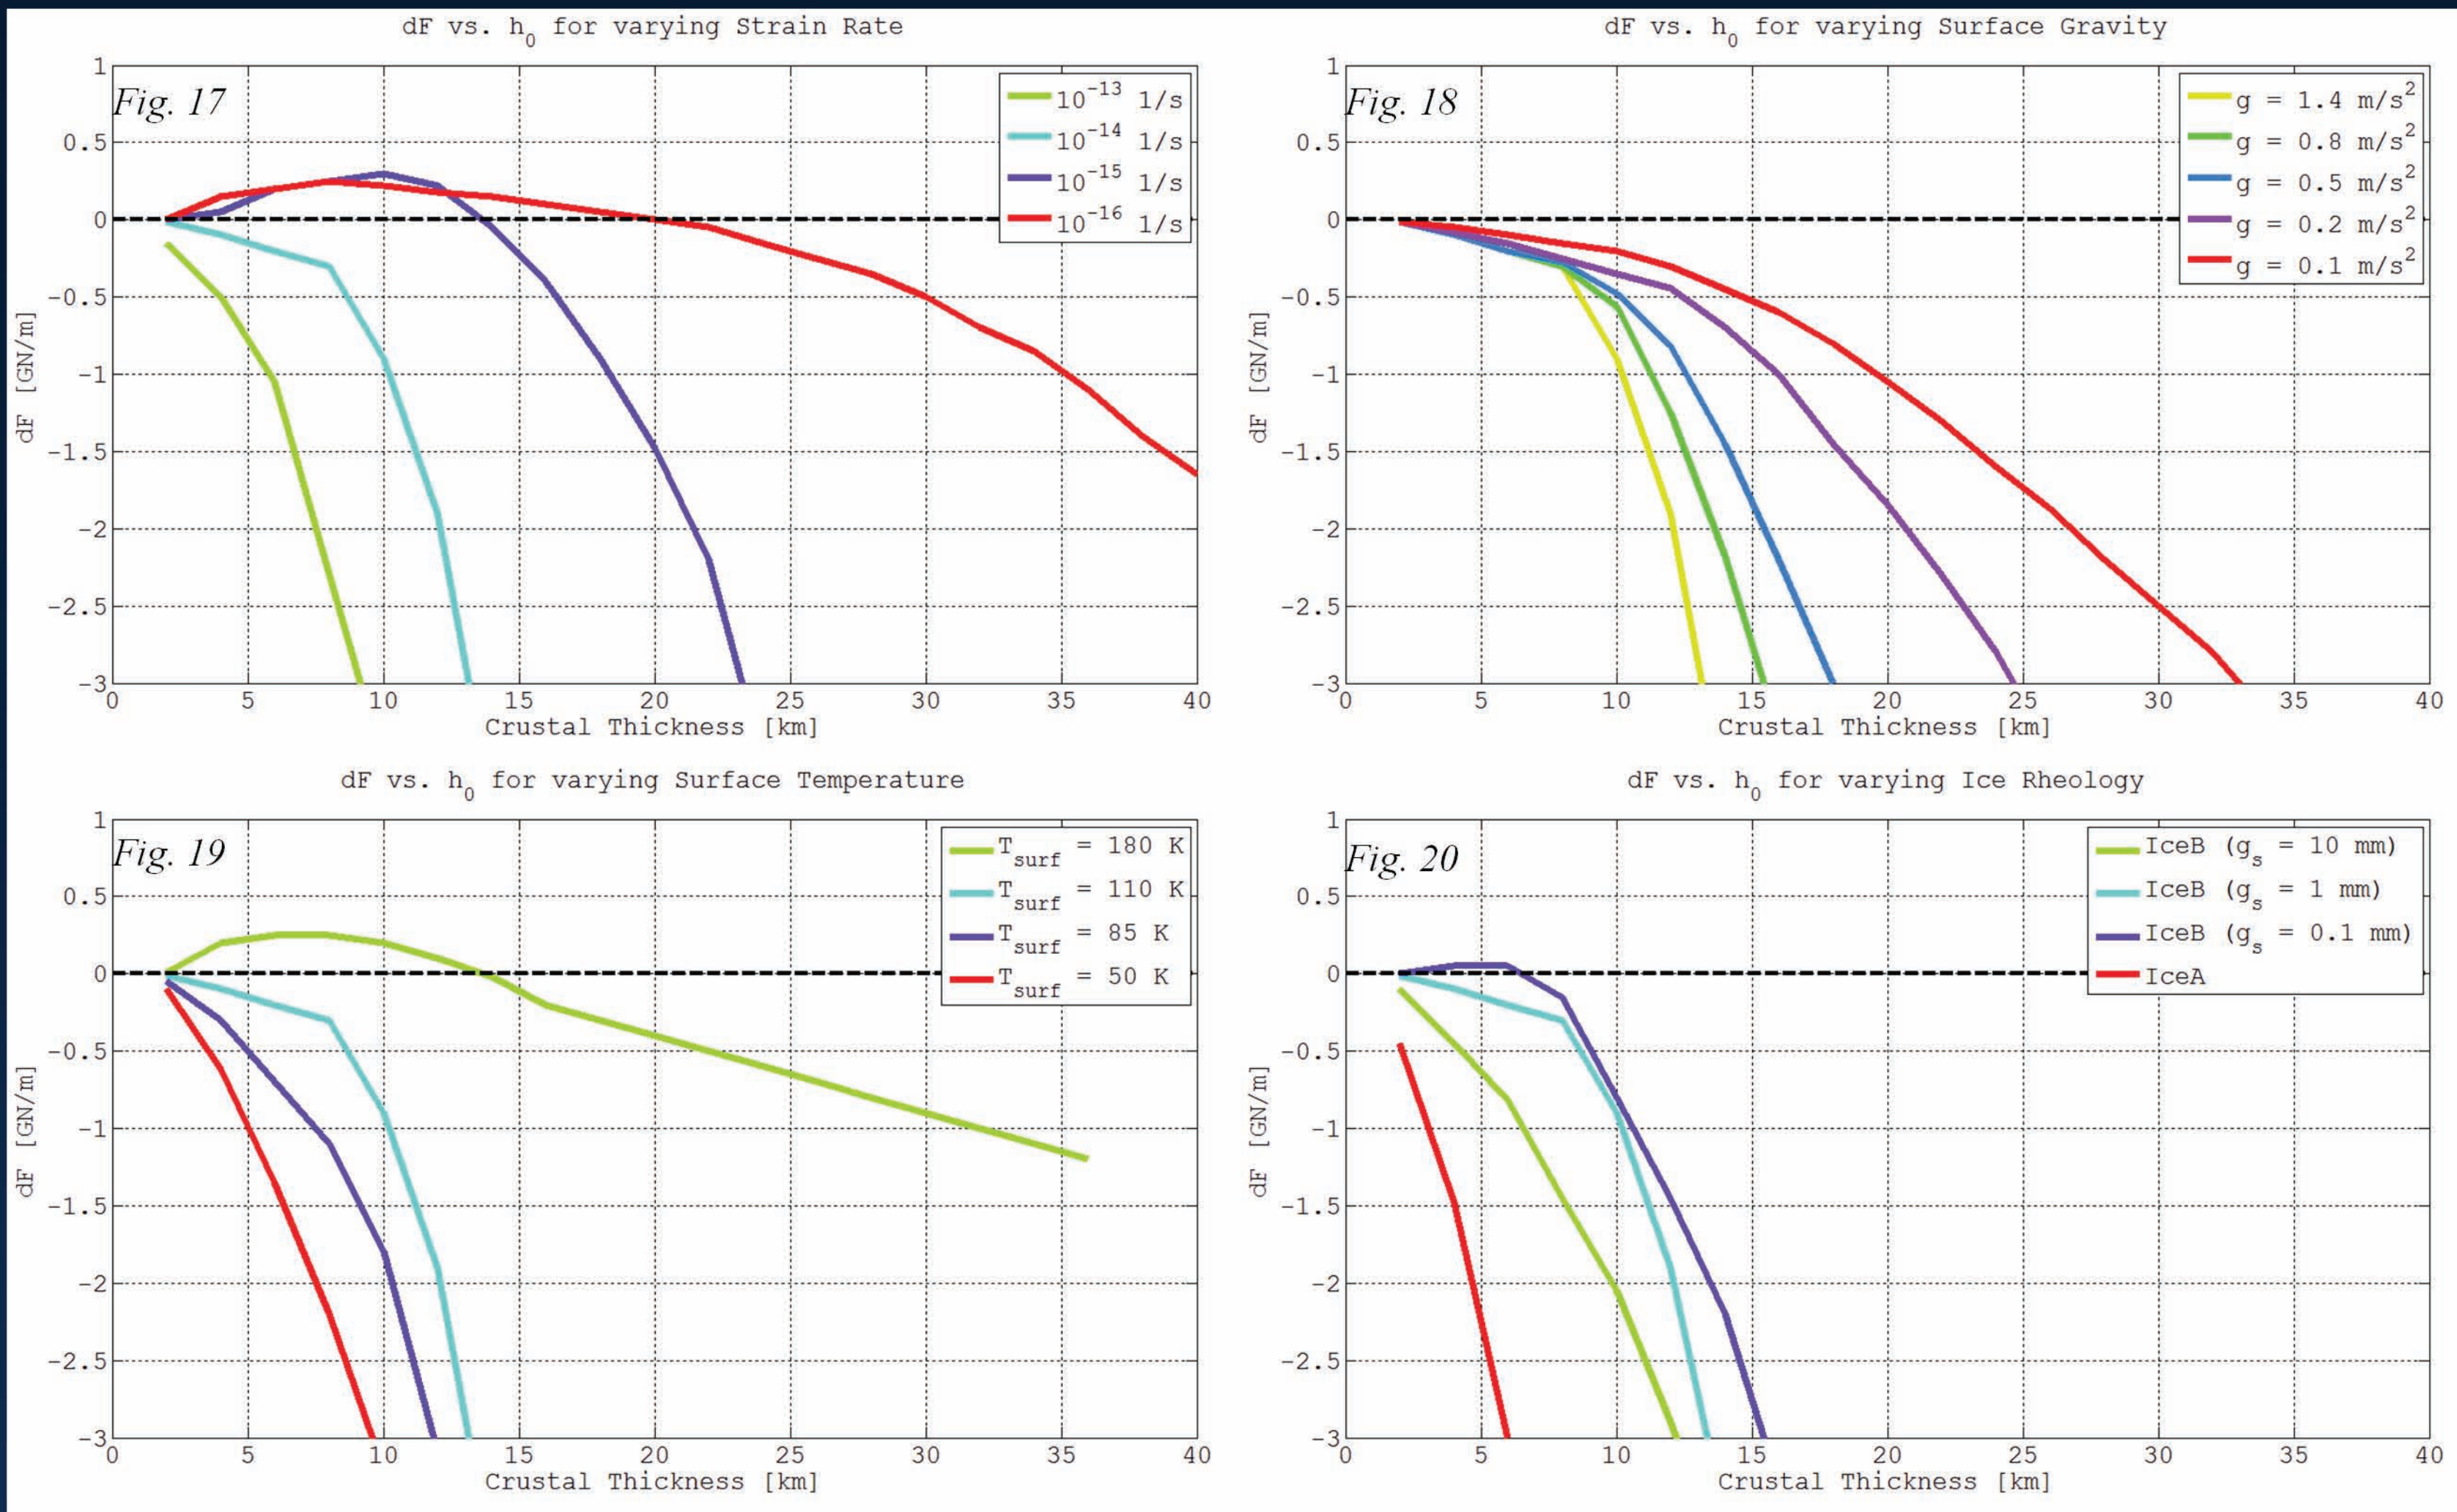 dF vs. h0 for varying Strain Rate
Fig. 17
10^-13 1/s
10^-14 1/s
10^-15 1/s
10^-16 1/s
1
0.5
0
-0.5
-1
-1.5
-2
-2.5
-3
dF [GN/m]
0 5 10 15 20 25 30 35 40
Crustal Thickness [km]
dF vs. h0 for varying Surface Gravity
Fig. 18
g = 1.4 m/s^2
g = 0.8 m/s^2
g = 0.5 m/s^2
g = 0.2 m/s^2
g = 0.1 m/s^2
1
0.5
0
-0.5
-1
-1.5
-2
-2.5
-3
dF [GN/m]
0 5 10 15 20 25 30 35 40
Crustal Thickness [km]
dF vs. h0 for varying Surface Temperature
Fig. 19
Tsurf = 180 K
Tsurf = 110 K
Tsurf = 85 K
Tsurf = 50 K
1
0.5
0
-0.5
-1
-1.5
-2
-2.5
-3
dF [GN/m]
0 5 10 15 20 25 30 35 40
Crustal Thickness [km]
dF vs. h0 for varying Ice Rheology
Fig. 20
IceB (gs = 10 mm)
IceB (gs = 1 mm)
IceB (gs = 0.1 mm)
IceA
1
0.5
0
-0.5
-1
-1.5
-2
-2.5
-3
dF [GN/m]
0 5 10 15 20 25 30 35 40
Crustal Thickness [km]